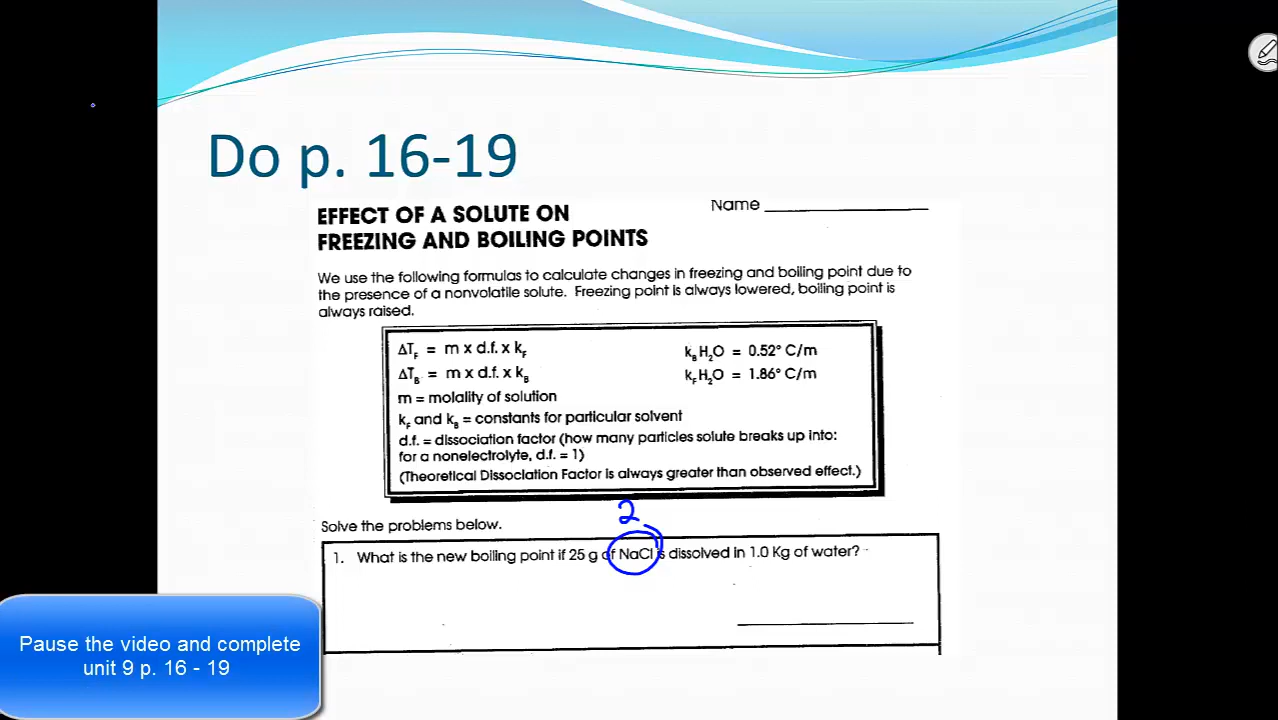 Do p. 16-19
Name
EFFECT OF A SOLUTE ON
FREEZING AND BOILING POINTS
We use the following formulas to calculate changes in freezing and boiling point due to
the presence of a nonvolatile solute. Freezing point is always lowered, boiling point is
always raised.
ΔT_F = m x d.f. x k_F
k_B H₂O = 0.52° C/m
ΔT_B = m x d.f. x k_B
k_F H₂O = 1.86° C/m
m = molality of solution
k_F and k_B = constants for particular solvent
d.f. = dissociation factor (how many particles solute breaks up into:
for a nonelectrolyte, d.f. = 1)
(Theoretical Dissociation Factor is always greater than observed effect.)
2
Solve the problems below.
1. What is the new boiling point if 25 g of NaCl is dissolved in 1.0 Kg of water?
Pause the video and complete
unit 9 p. 16 - 19